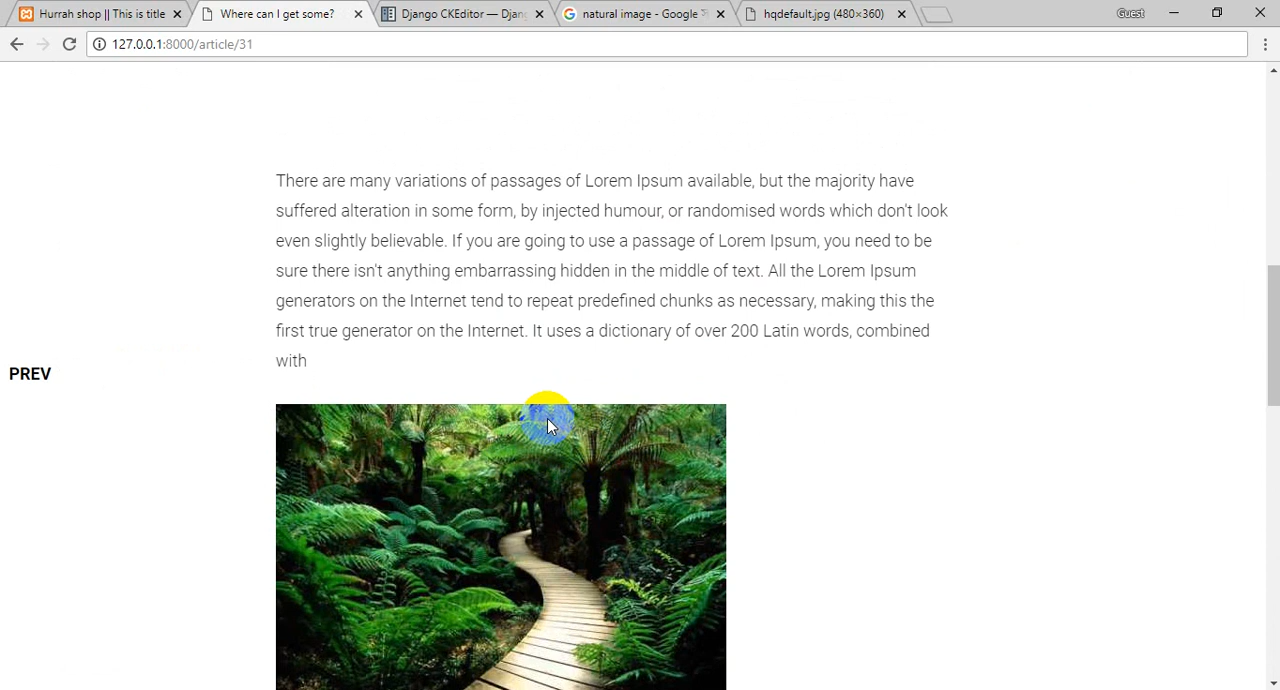 Hurrah shop || This is title
Where can I get some?
Django CKEditor — Djan
natural image - Google
hqdefault.jpg (480×360)
Guest
127.0.0.1:8000/article/31
There are many variations of passages of Lorem Ipsum available, but the majority have
suffered alteration in some form, by injected humour, or randomised words which don't look
even slightly believable. If you are going to use a passage of Lorem Ipsum, you need to be
sure there isn't anything embarrassing hidden in the middle of text. All the Lorem Ipsum
generators on the Internet tend to repeat predefined chunks as necessary, making this the
first true generator on the Internet. It uses a dictionary of over 200 Latin words, combined
with
PREV